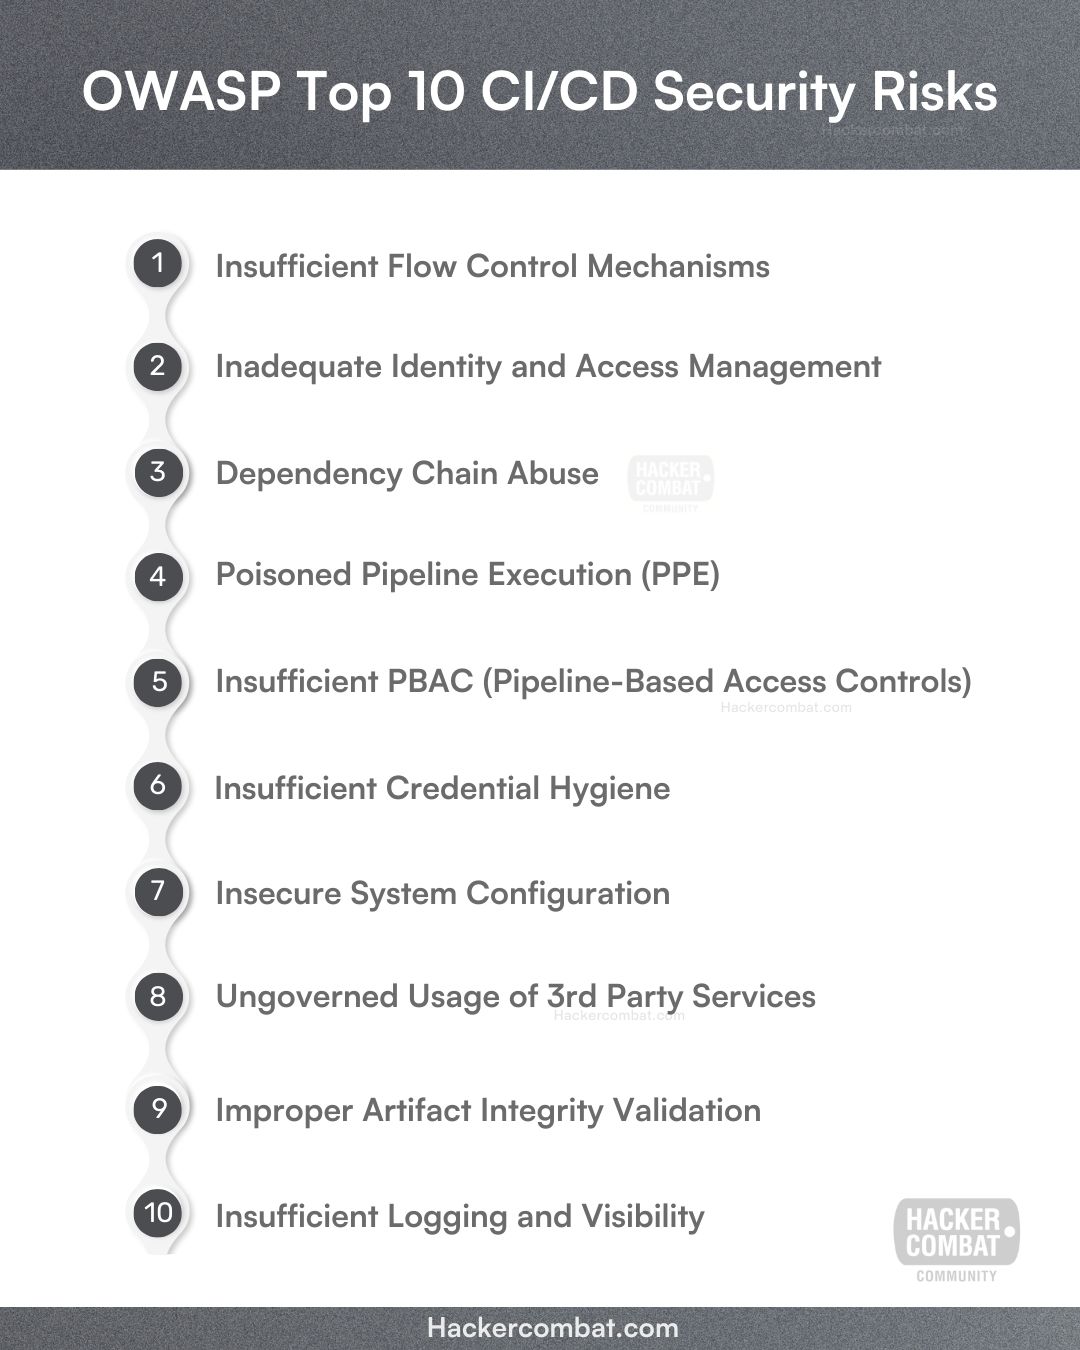 OWASP Top 10 CI/CD Security Risks
Hackercombat.com
1 Insufficient Flow Control Mechanisms
2 Inadequate Identity and Access Management
3 Dependency Chain Abuse
HACKER
COMBAT
COMMUNITY
4 Poisoned Pipeline Execution (PPE)
5 Insufficient PBAC (Pipeline-Based Access Controls)
Hackercombat.com
6 Insufficient Credential Hygiene
7 Insecure System Configuration
8 Ungoverned Usage of 3rd Party Services
Hackercombat.com
9 Improper Artifact Integrity Validation
10 Insufficient Logging and Visibility
HACKER
COMBAT
COMMUNITY
Hackercombat.com